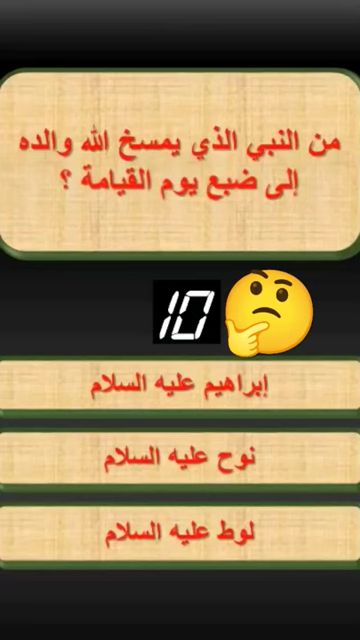 من النبي الذي يمسخ الله والده
إلى ضبع يوم القيامة ؟
10
إبراهيم عليه السلام
نوح عليه السلام
لوط عليه السلام